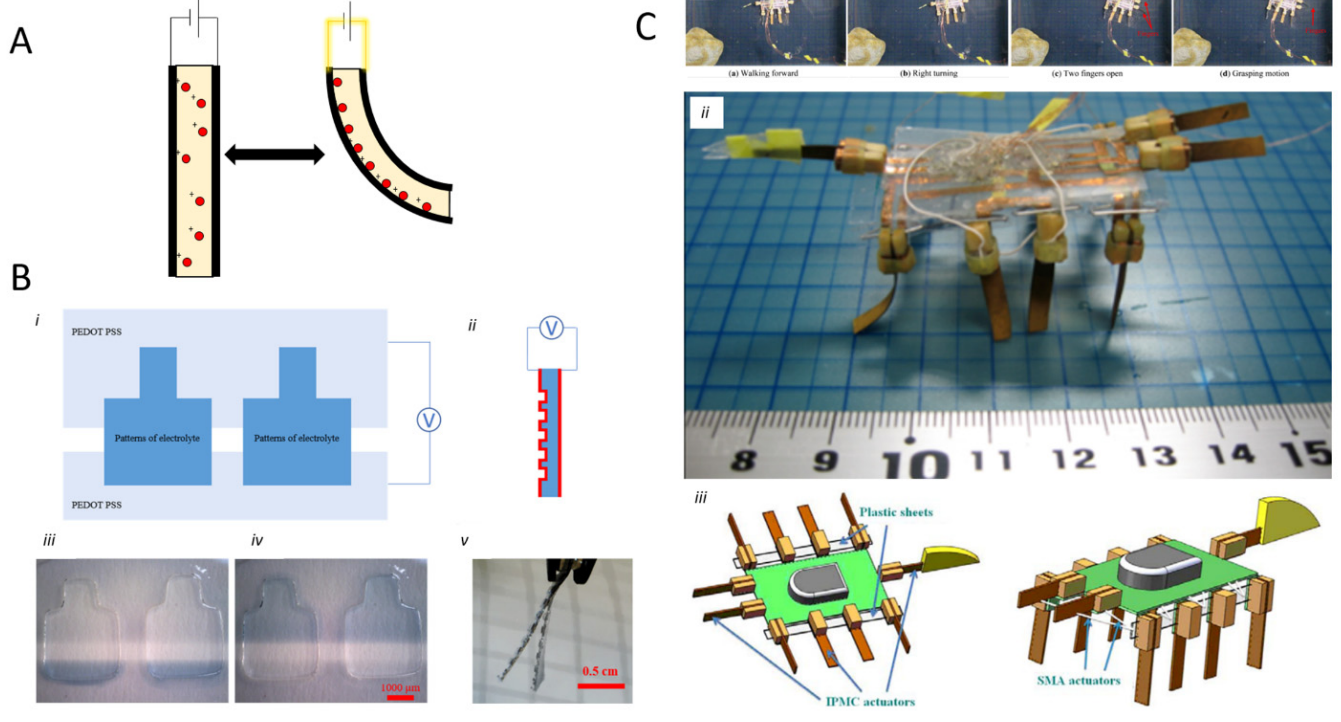 A
B
i
PEDOT PSS
Patterns of electrolyte
Patterns of electrolyte
PEDOT PSS
V
ii
V
iii
iv
1000 µm
v
0.5 cm
C
(a) Walking forward
(b) Right turning
(c) Two fingers open
(d) Grasping motion
ii
8 9 10 11 12 13 14 15
iii
Plastic sheets
IPMC actuators
SMA actuators